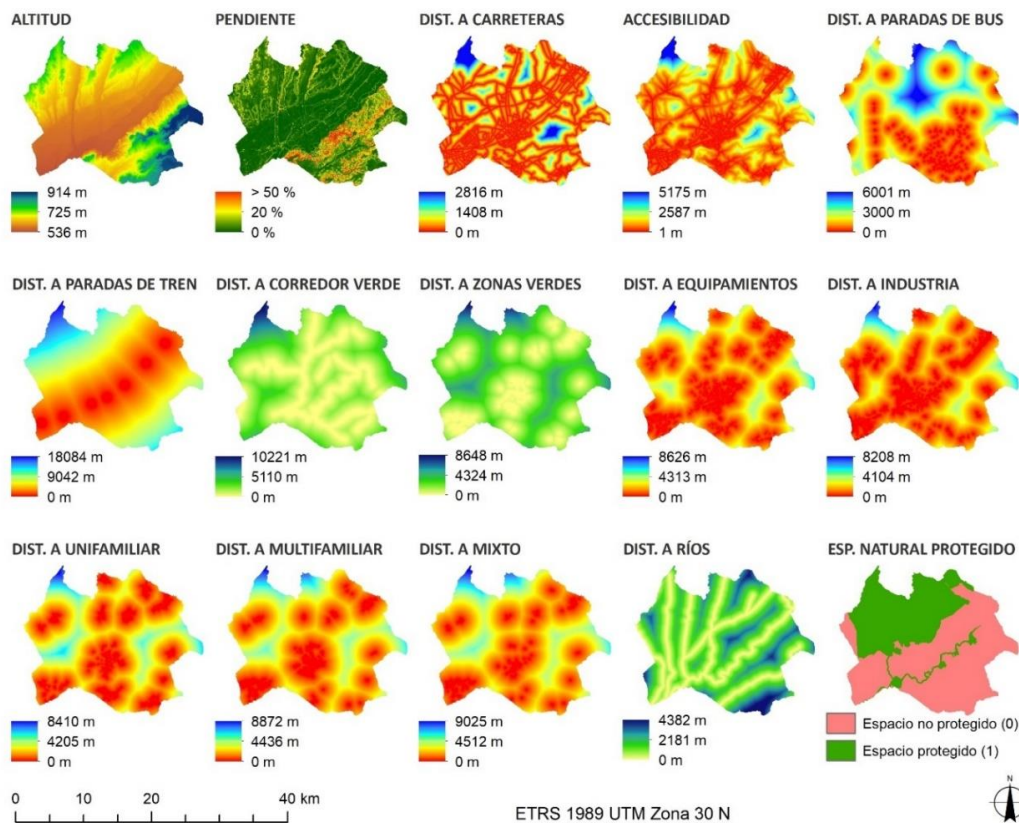 ALTITUD
914 m
725 m
536 m
PENDIENTE
> 50 %
20 %
0 %
DIST. A CARRETERAS
2816 m
1408 m
0 m
ACCESIBILIDAD
5175 m
2587 m
1 m
DIST. A PARADAS DE BUS
6001 m
3000 m
0 m
DIST. A PARADAS DE TREN
18084 m
9042 m
0 m
DIST. A CORREDOR VERDE
10221 m
5110 m
0 m
DIST. A ZONAS VERDES
8648 m
4324 m
0 m
DIST. A EQUIPAMIENTOS
8626 m
4313 m
0 m
DIST. A INDUSTRIA
8208 m
4104 m
0 m
DIST. A UNIFAMILIAR
8410 m
4205 m
0 m
DIST. A MULTIFAMILIAR
8872 m
4436 m
0 m
DIST. A MIXTO
9025 m
4512 m
0 m
DIST. A RÍOS
4382 m
2181 m
0 m
ESP. NATURAL PROTEGIDO
Espacio no protegido (0)
Espacio protegido (1)
0 10 20 40 km
ETRS 1989 UTM Zona 30 N